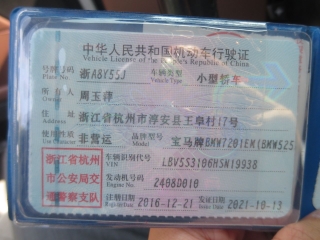 中华人民共和国机动车行驶证
Vehicle License of the People's Republic of China
号牌号码 浙A8Y5SJ 车辆类型 小型轿车
Plate No. Vehicle Type
所有人 周玉萍
Owner
住址 浙江省杭州市淳安县王阜村17号
Address
使用性质 非营运 品牌型号 宝马牌BMW7201EM(BMW525
Use Character Model
浙江省杭州
市公安局交
通警察支队
车辆识别代号 LBV5S3106HSN19938
VIN
发动机号码 2408D010
Engine No.
注册日期 2016-12-21 发证日期 2021-10-13
Register Date Issue Date